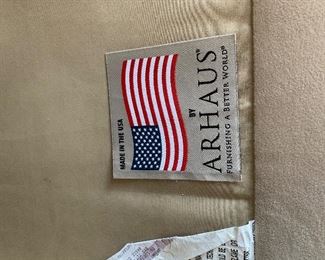 MADE IN THE USA
BY
ARHAUS®
FURNISHING A BETTER WORLD®